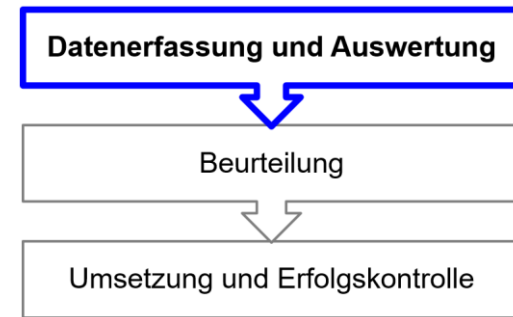 Datenerfassung und Auswertung
Beurteilung
Umsetzung und Erfolgskontrolle